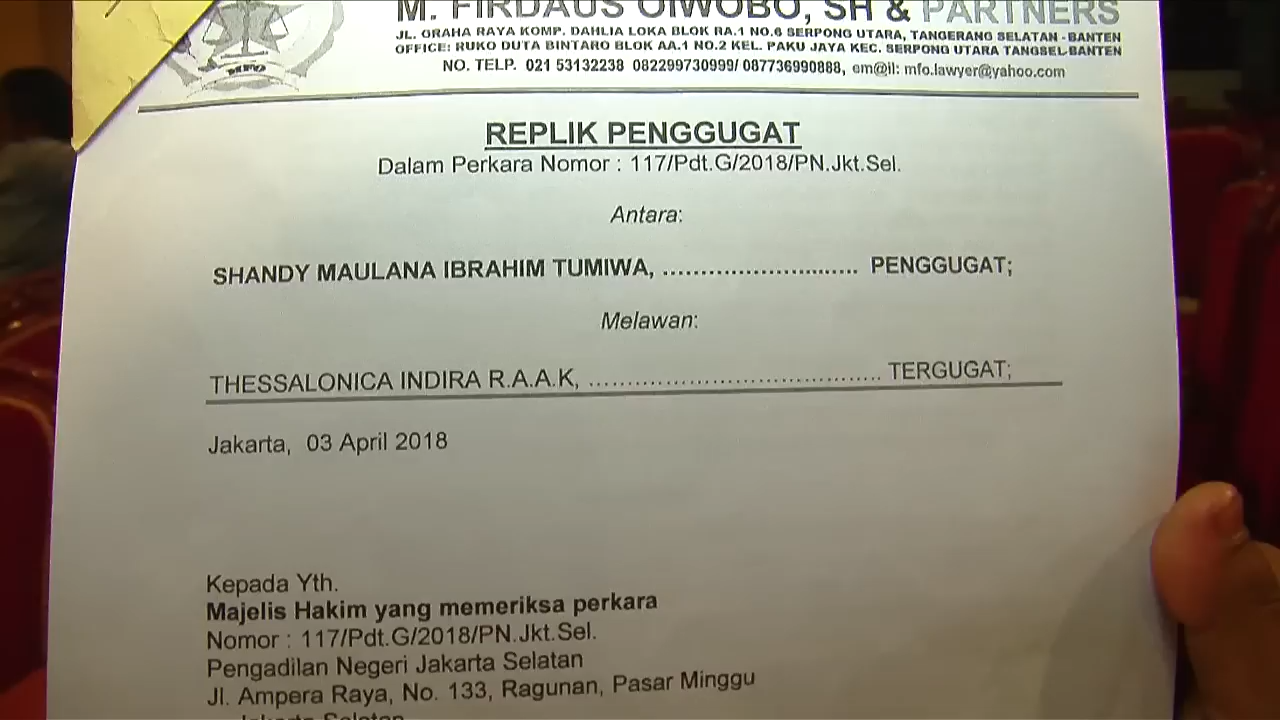 M. FIRDAUS OIWOBO, SH & PARTNERS
JL. GRAHA RAYA KOMP. DAHLIA LOKA BLOK RA.1 NO.6 SERPONG UTARA, TANGERANG SELATAN - BANTEN
OFFICE: RUKO DUTA BINTARO BLOK AA.1 NO.2 KEL. PAKU JAYA KEC. SERPONG UTARA TANGSEL-BANTEN
NO. TELP. 021 53132238 082299730999/ 087736990888, em@il: mfo.lawyer@yahoo.com
MFO
REPLIK PENGGUGAT
Dalam Perkara Nomor : 117/Pdt.G/2018/PN.Jkt.Sel.
Antara:
SHANDY MAULANA IBRAHIM TUMIWA, .......................... PENGGUGAT;
Melawan:
THESSALONICA INDIRA R.A.A.K, ....................................... TERGUGAT;
Jakarta, 03 April 2018
Kepada Yth.
Majelis Hakim yang memeriksa perkara
Nomor : 117/Pdt.G/2018/PN.Jkt.Sel.
Pengadilan Negeri Jakarta Selatan
Jl. Ampera Raya, No. 133, Ragunan, Pasar Minggu
Jakarta Selatan